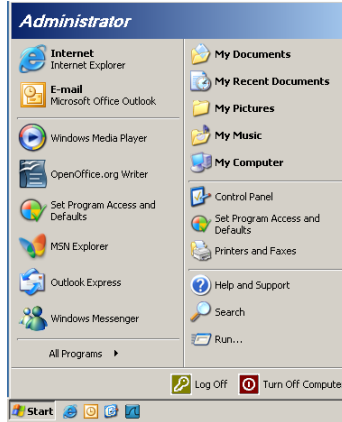 Administrator
Internet
Internet Explorer
E-mail
Microsoft Office Outlook
Windows Media Player
OpenOffice.org Writer
Set Program Access and
Defaults
MSN Explorer
Outlook Express
Windows Messenger
All Programs
My Documents
My Recent Documents
My Pictures
My Music
My Computer
Control Panel
Set Program Access and
Defaults
Printers and Faxes
Help and Support
Search
Run...
Log Off
Turn Off Compute
Start